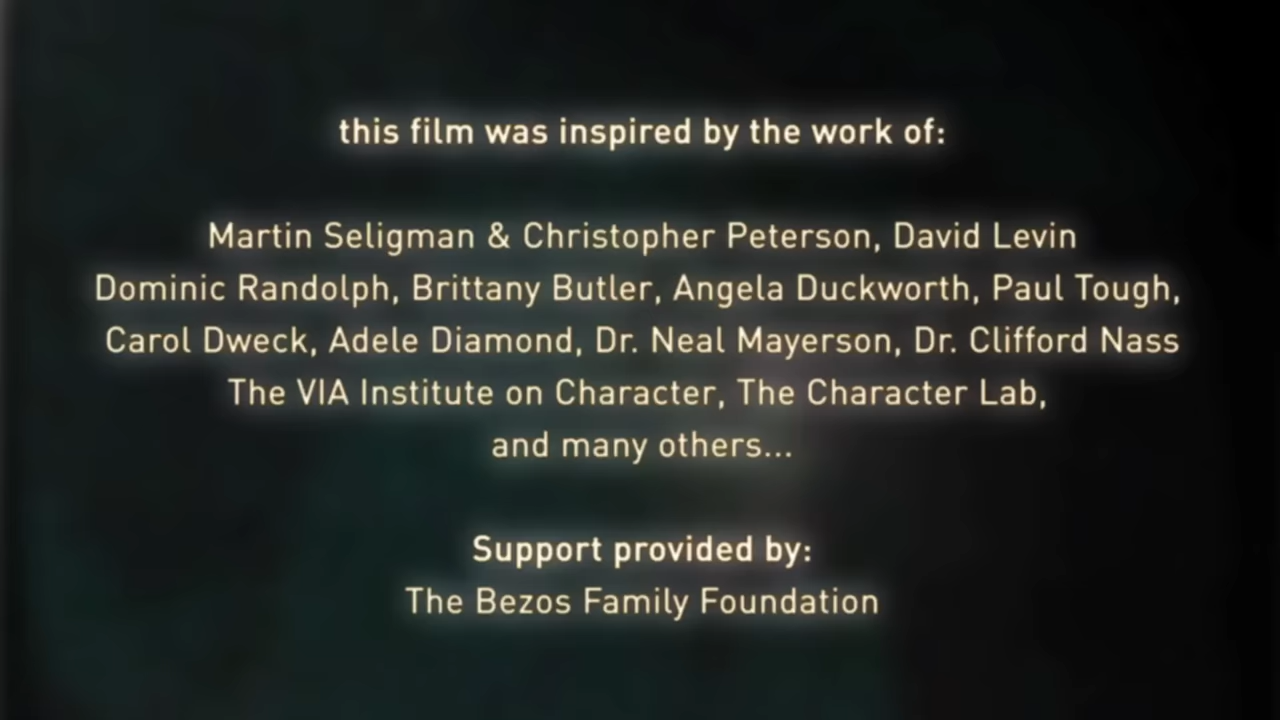 this film was inspired by the work of:
Martin Seligman & Christopher Peterson, David Levin
Dominic Randolph, Brittany Butler, Angela Duckworth, Paul Tough,
Carol Dweck, Adele Diamond, Dr. Neal Mayerson, Dr. Clifford Nass
The VIA Institute on Character, The Character Lab,
and many others...
Support provided by:
The Bezos Family Foundation